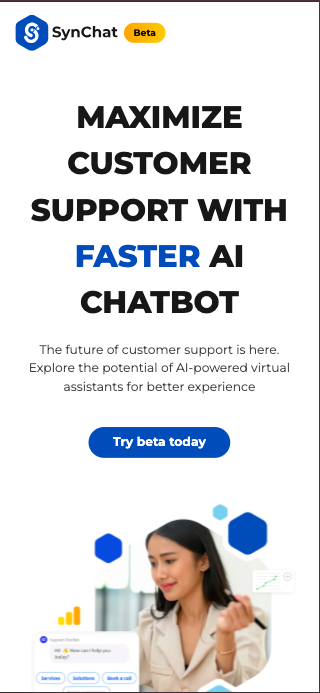 SynChat Beta
MAXIMIZE
CUSTOMER
SUPPORT WITH
FASTER AI
CHATBOT
The future of customer support is here.
Explore the potential of AI-powered virtual
assistants for better experience
Try beta today
Support Chatbot
Hi! 👋 How can I help you
today?
Services Solutions Book a call